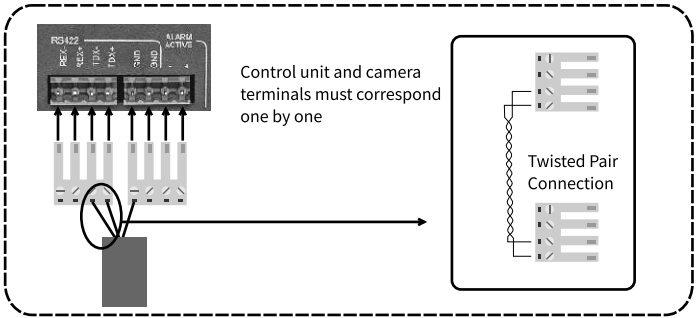 RS422
ALARM
ACTIVE
REX-
REX+
TDX-
TDX+
GND
GND
-
+
Control unit and camera
terminals must correspond
one by one
Twisted Pair
Connection